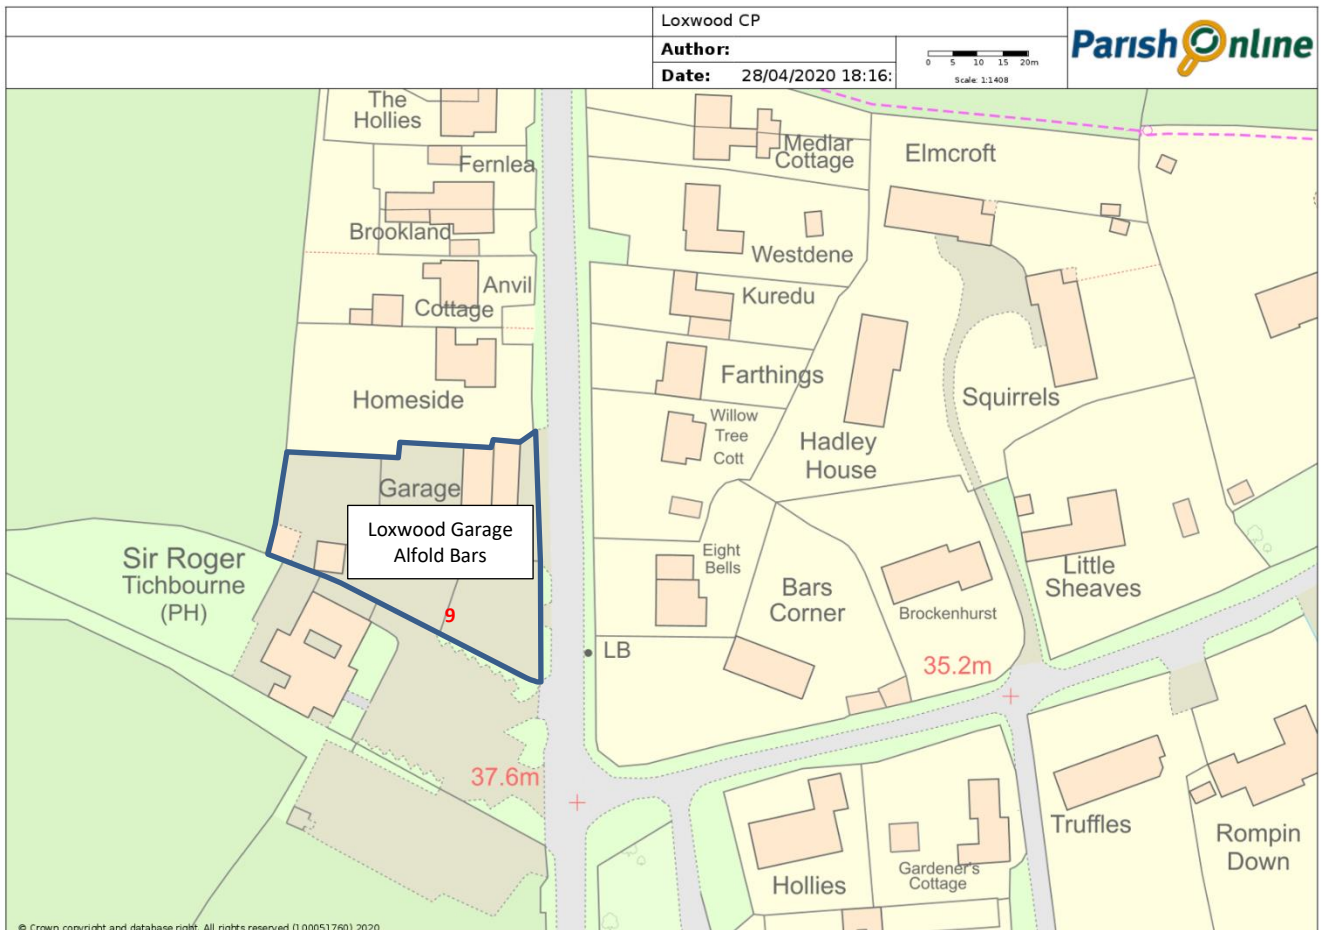 Loxwood CP
Author:
Date: 28/04/2020 18:16:
0 5 10 15 20m
Scale: 1:1408
Parish Online
The
Hollies
Fernlea
Brookland
Anvil
Cottage
Homeside
Garage
Loxwood Garage
Alfold Bars
9
Sir Roger
Tichbourne
(PH)
37.6m
Medlar
Cottage
Elmcroft
Westdene
Kuredu
Farthings
Willow
Tree
Cott
Hadley
House
Squirrels
Eight
Bells
Bars
Corner
Brockenhurst
Little
Sheaves
LB
35.2m
Hollies
Gardener's
Cottage
Truffles
Rompin
Down
© Crown copyright and database right. All rights reserved (100051760) 2020